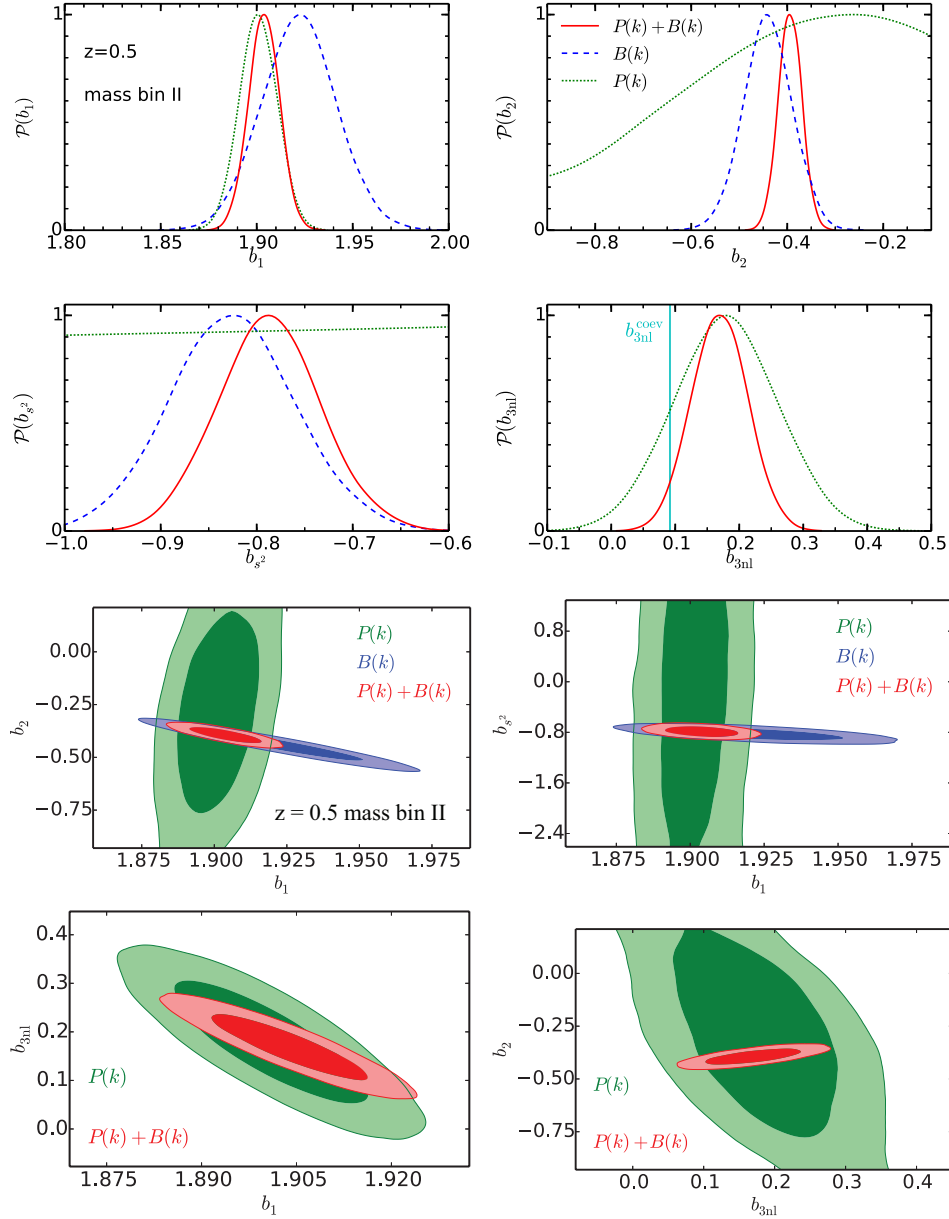 1
z=0.5
mass bin II
𝒫(b₁)
0
1.80 1.85 1.90 1.95 2.00
b₁
1
P(k) + B(k)
B(k)
P(k)
𝒫(b₂)
0
−0.8 −0.6 −0.4 −0.2
b₂
1
𝒫(b_{s²})
0
−1.0 −0.9 −0.8 −0.7 −0.6
b_{s²}
1
b_{3nl}^{coev}
𝒫(b_{3nl})
0
0.0 0.1 0.2 0.3 0.4 0.5
b_{3nl}
P(k)
B(k)
P(k) + B(k)
0.00
−0.25
−0.50
−0.75
b₂
z = 0.5 mass bin II
1.875 1.900 1.925 1.950 1.975
b₁
P(k)
B(k)
P(k) + B(k)
0.8
0.0
−0.8
−1.6
−2.4
b_{s²}
1.875 1.900 1.925 1.950 1.975
b₁
0.4
0.3
0.2
0.1
0.0
b_{3nl}
P(k)
P(k) + B(k)
1.875 1.890 1.905 1.920
b₁
0.00
−0.25
−0.50
−0.75
b₂
P(k)
P(k) + B(k)
0.0 0.1 0.2 0.3 0.4
b_{3nl}